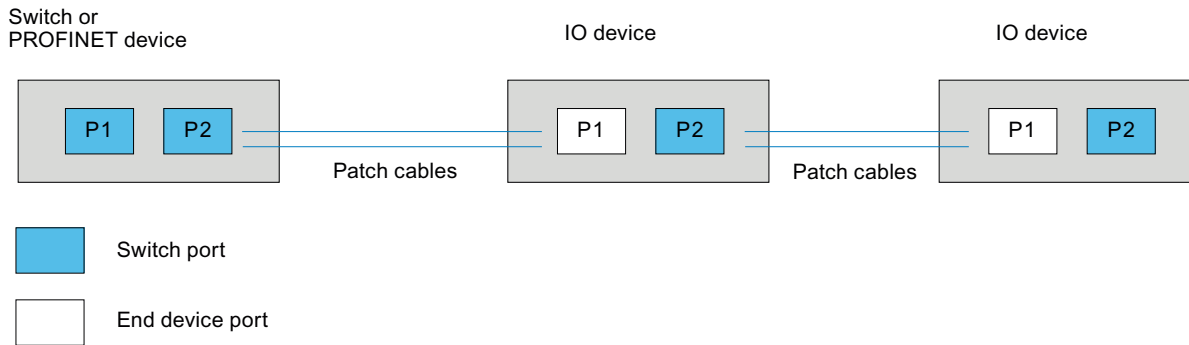 Switch or
PROFINET device
IO device
IO device
P1
P2
P1
P2
P1
P2
Patch cables
Patch cables
Switch port
End device port